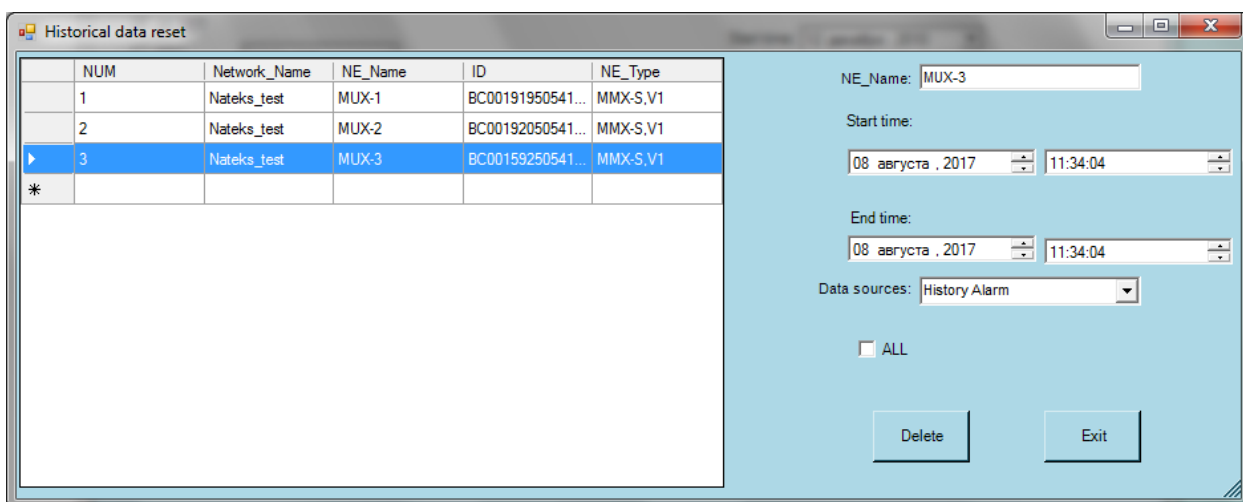 Historical data reset
NUM Network_Name NE_Name ID NE_Type
1 Nateks_test MUX-1 BC00191950541... MMX-S,V1
2 Nateks_test MUX-2 BC00192050541... MMX-S,V1
3 Nateks_test MUX-3 BC00159250541... MMX-S,V1
NE_Name: MUX-3
Start time:
08 августа , 2017 11:34:04
End time:
08 августа , 2017 11:34:04
Data sources: History Alarm
ALL
Delete Exit